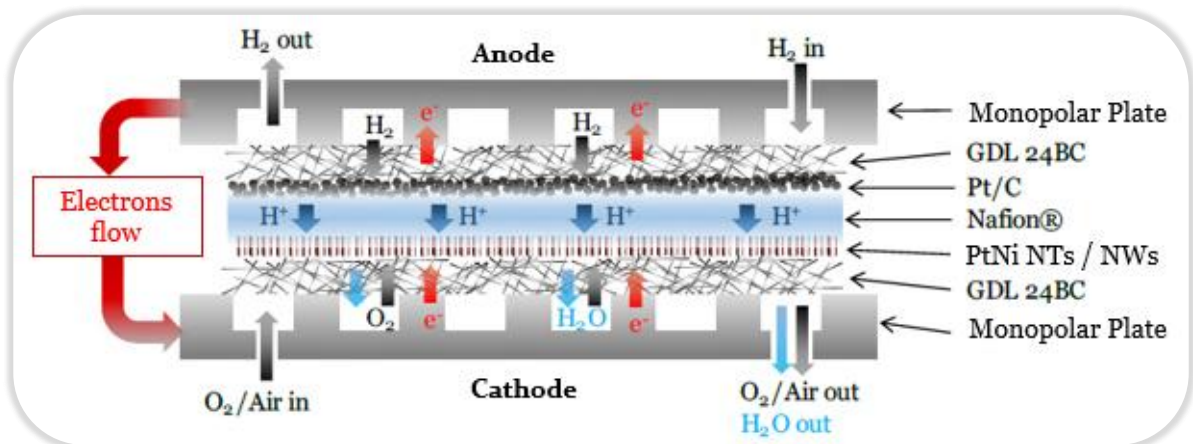 H₂ out
Anode
H₂ in
Monopolar Plate
e⁻
e⁻
H₂
H₂
GDL 24BC
Pt/C
Electrons
flow
H⁺
H⁺
H⁺
H⁺
Nafion®
PtNi NTs / NWs
GDL 24BC
O₂
e⁻
H₂O
e⁻
Monopolar Plate
O₂/Air in
Cathode
O₂/Air out
H₂O out